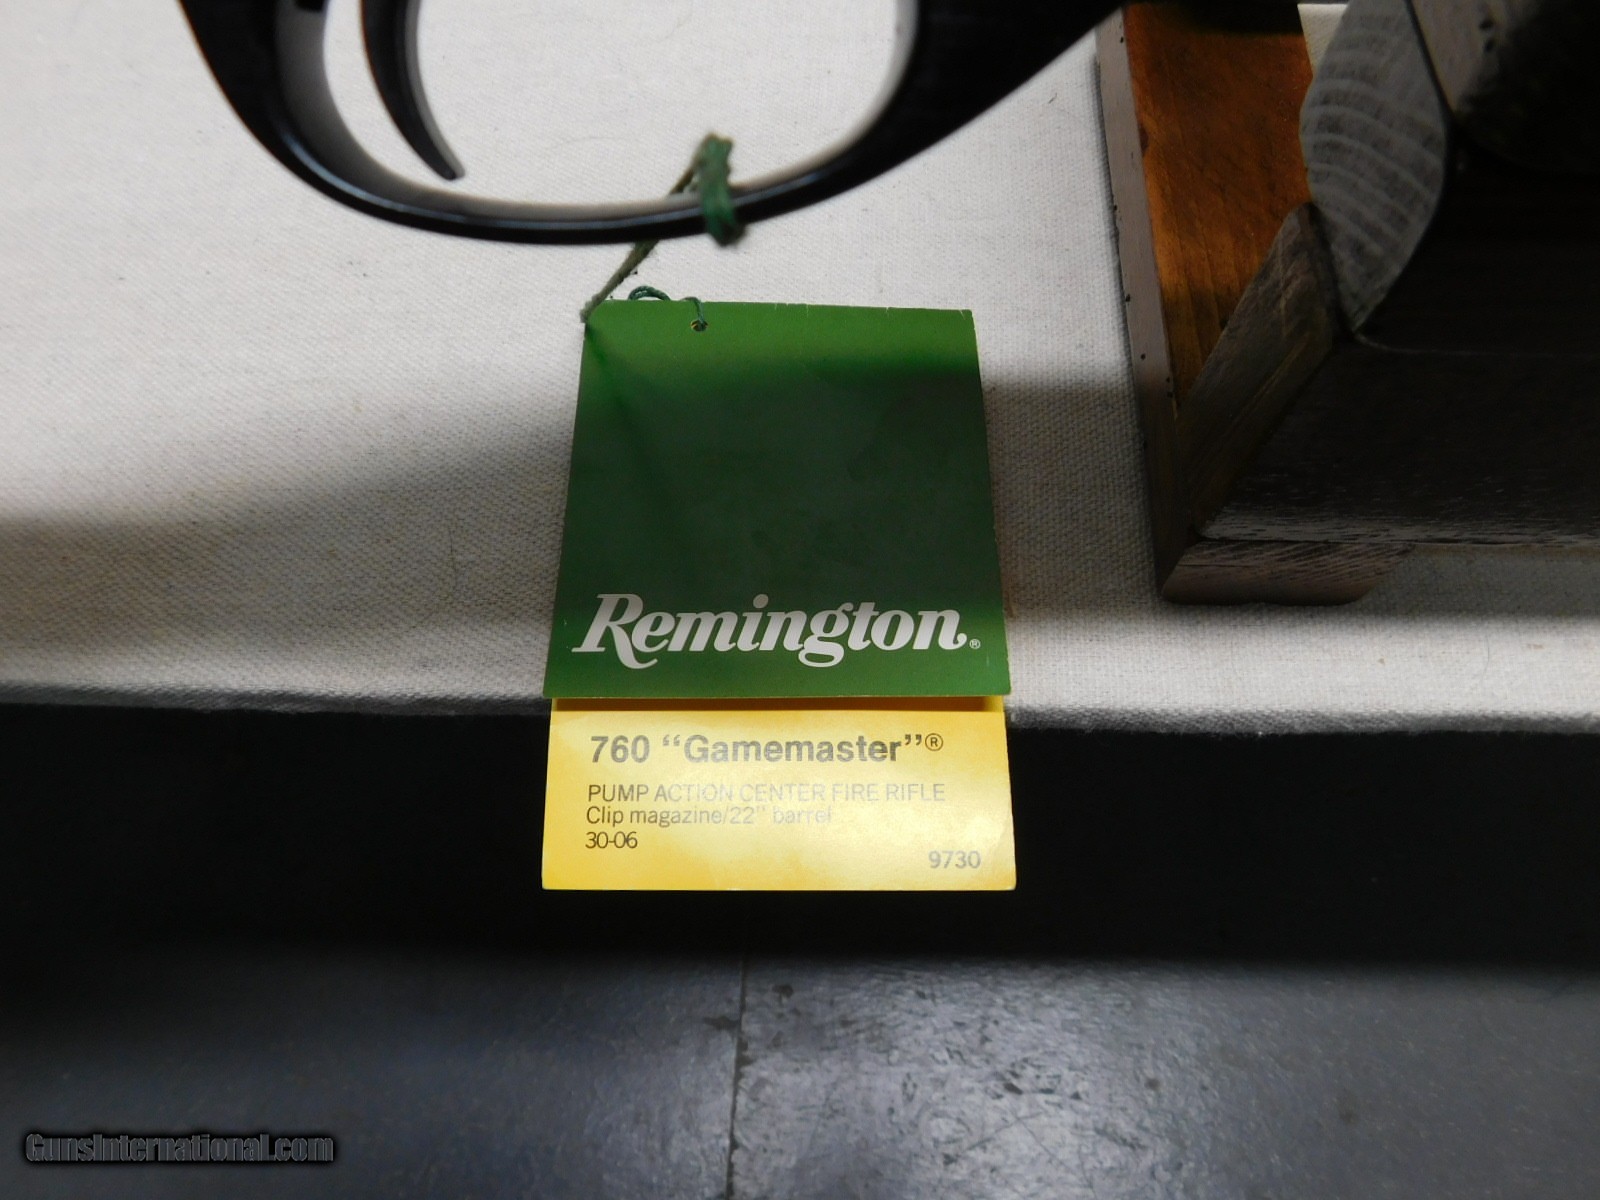 Remington®
760 “Gamemaster”®
PUMP ACTION CENTER FIRE RIFLE
Clip magazine/22" barrel
30-06
9730
GunsInternational.com